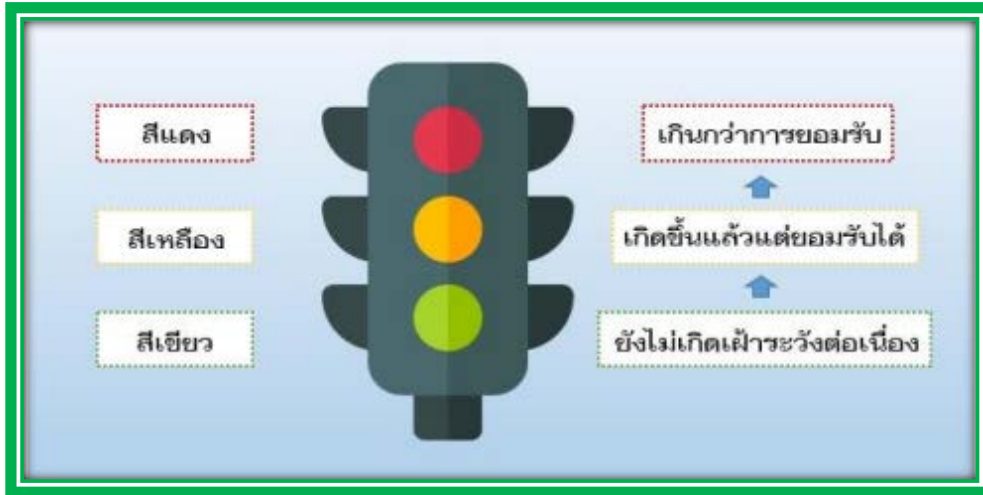 สีแดง
เกินกว่าการยอมรับ
สีเหลือง
เกิดขึ้นแล้วแต่ยอมรับได้
สีเขียว
ยังไม่เกิดเฝ้าระวังต่อเนื่อง